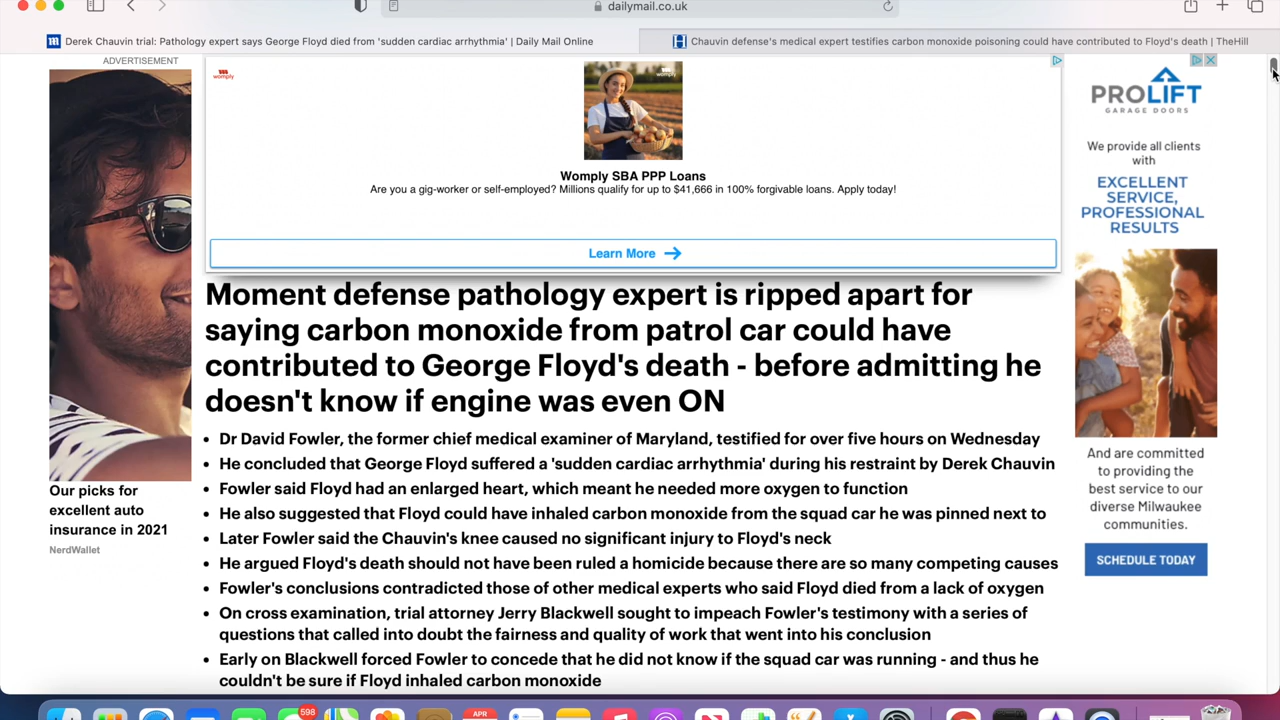 dailymail.co.uk
Derek Chauvin trial: Pathology expert says George Floyd died from 'sudden cardiac arrhythmia' | Daily Mail Online
Chauvin defense's medical expert testifies carbon monoxide poisoning could have contributed to Floyd's death | TheHill
ADVERTISEMENT
womply
womply
Womply SBA PPP Loans
Are you a gig-worker or self-employed? Millions qualify for up to $41,666 in 100% forgivable loans. Apply today!
Learn More
Our picks for
excellent auto
insurance in 2021
NerdWallet
Moment defense pathology expert is ripped apart for
saying carbon monoxide from patrol car could have
contributed to George Floyd's death - before admitting he
doesn't know if engine was even ON
• Dr David Fowler, the former chief medical examiner of Maryland, testified for over five hours on Wednesday
• He concluded that George Floyd suffered a 'sudden cardiac arrhythmia' during his restraint by Derek Chauvin
• Fowler said Floyd had an enlarged heart, which meant he needed more oxygen to function
• He also suggested that Floyd could have inhaled carbon monoxide from the squad car he was pinned next to
• Later Fowler said the Chauvin's knee caused no significant injury to Floyd's neck
• He argued Floyd's death should not have been ruled a homicide because there are so many competing causes
• Fowler's conclusions contradicted those of other medical experts who said Floyd died from a lack of oxygen
• On cross examination, trial attorney Jerry Blackwell sought to impeach Fowler's testimony with a series of
questions that called into doubt the fairness and quality of work that went into his conclusion
• Early on Blackwell forced Fowler to concede that he did not know if the squad car was running - and thus he
couldn't be sure if Floyd inhaled carbon monoxide
PROLIFT
GARAGE DOORS
We provide all clients
with
EXCELLENT
SERVICE,
PROFESSIONAL
RESULTS
And are committed
to providing the
best service to our
diverse Milwaukee
communities.
SCHEDULE TODAY
598
APR